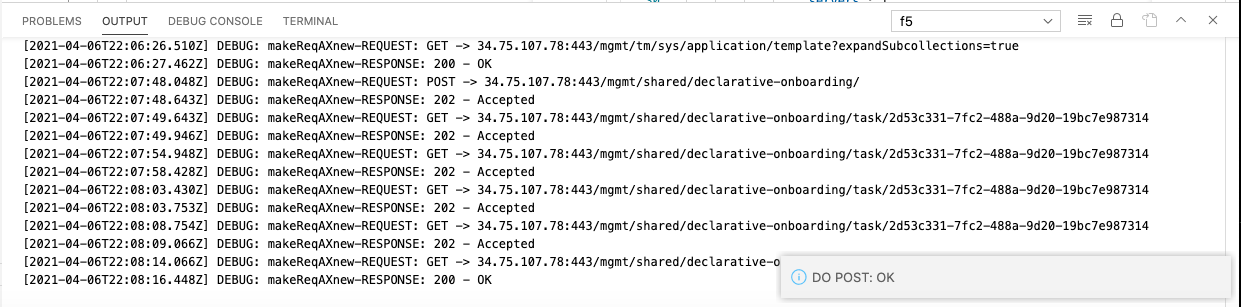 servers
PROBLEMS OUTPUT DEBUG CONSOLE TERMINAL f5
[2021-04-06T22:06:26.510Z] DEBUG: makeReqAXnew-REQUEST: GET -> 34.75.107.78:443/mgmt/tm/sys/application/template?expandSubcollections=true
[2021-04-06T22:06:27.462Z] DEBUG: makeReqAXnew-RESPONSE: 200 - OK
[2021-04-06T22:07:48.048Z] DEBUG: makeReqAXnew-REQUEST: POST -> 34.75.107.78:443/mgmt/shared/declarative-onboarding/
[2021-04-06T22:07:48.643Z] DEBUG: makeReqAXnew-RESPONSE: 202 - Accepted
[2021-04-06T22:07:49.643Z] DEBUG: makeReqAXnew-REQUEST: GET -> 34.75.107.78:443/mgmt/shared/declarative-onboarding/task/2d53c331-7fc2-488a-9d20-19bc7e987314
[2021-04-06T22:07:49.946Z] DEBUG: makeReqAXnew-RESPONSE: 202 - Accepted
[2021-04-06T22:07:54.948Z] DEBUG: makeReqAXnew-REQUEST: GET -> 34.75.107.78:443/mgmt/shared/declarative-onboarding/task/2d53c331-7fc2-488a-9d20-19bc7e987314
[2021-04-06T22:07:58.428Z] DEBUG: makeReqAXnew-RESPONSE: 202 - Accepted
[2021-04-06T22:08:03.430Z] DEBUG: makeReqAXnew-REQUEST: GET -> 34.75.107.78:443/mgmt/shared/declarative-onboarding/task/2d53c331-7fc2-488a-9d20-19bc7e987314
[2021-04-06T22:08:03.753Z] DEBUG: makeReqAXnew-RESPONSE: 202 - Accepted
[2021-04-06T22:08:08.754Z] DEBUG: makeReqAXnew-REQUEST: GET -> 34.75.107.78:443/mgmt/shared/declarative-onboarding/task/2d53c331-7fc2-488a-9d20-19bc7e987314
[2021-04-06T22:08:09.066Z] DEBUG: makeReqAXnew-RESPONSE: 202 - Accepted
[2021-04-06T22:08:14.066Z] DEBUG: makeReqAXnew-REQUEST: GET -> 34.75.107.78:443/mgmt/shared/declarative-o
[2021-04-06T22:08:16.448Z] DEBUG: makeReqAXnew-RESPONSE: 200 - OK
DO POST: OK